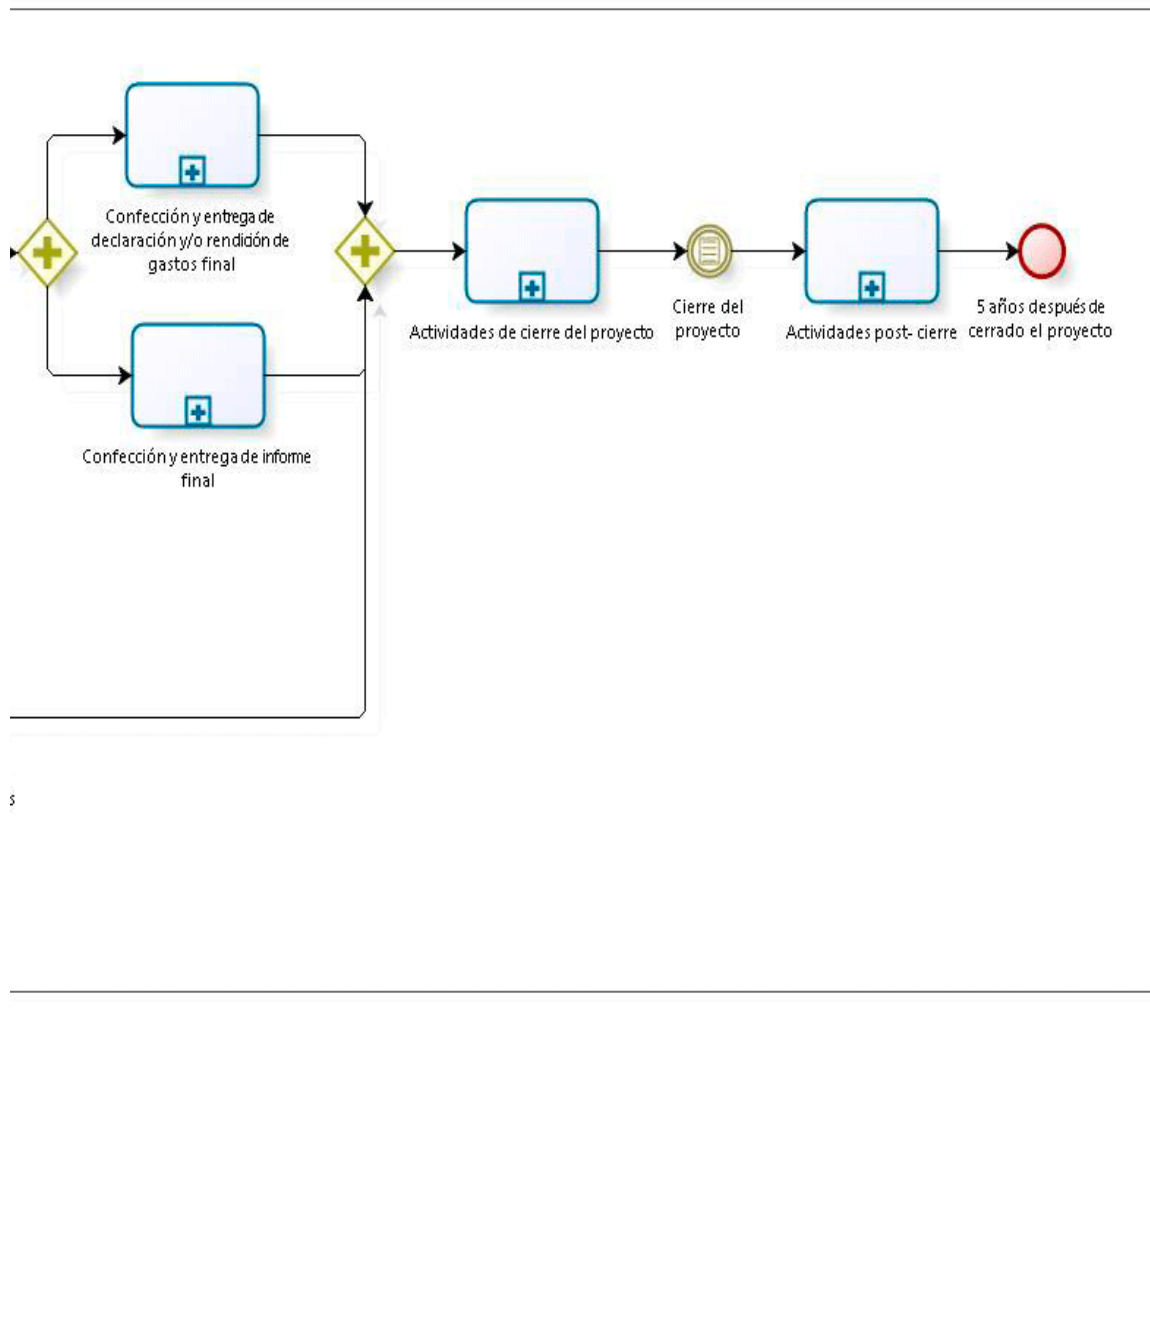 Confección y entrega de
declaración y/o rendición de
gastos final
Confección y entrega de informe
final
Actividades de cierre del proyecto
Cierre del
proyecto
Actividades post- cierre
5 años después de
cerrado el proyecto
s